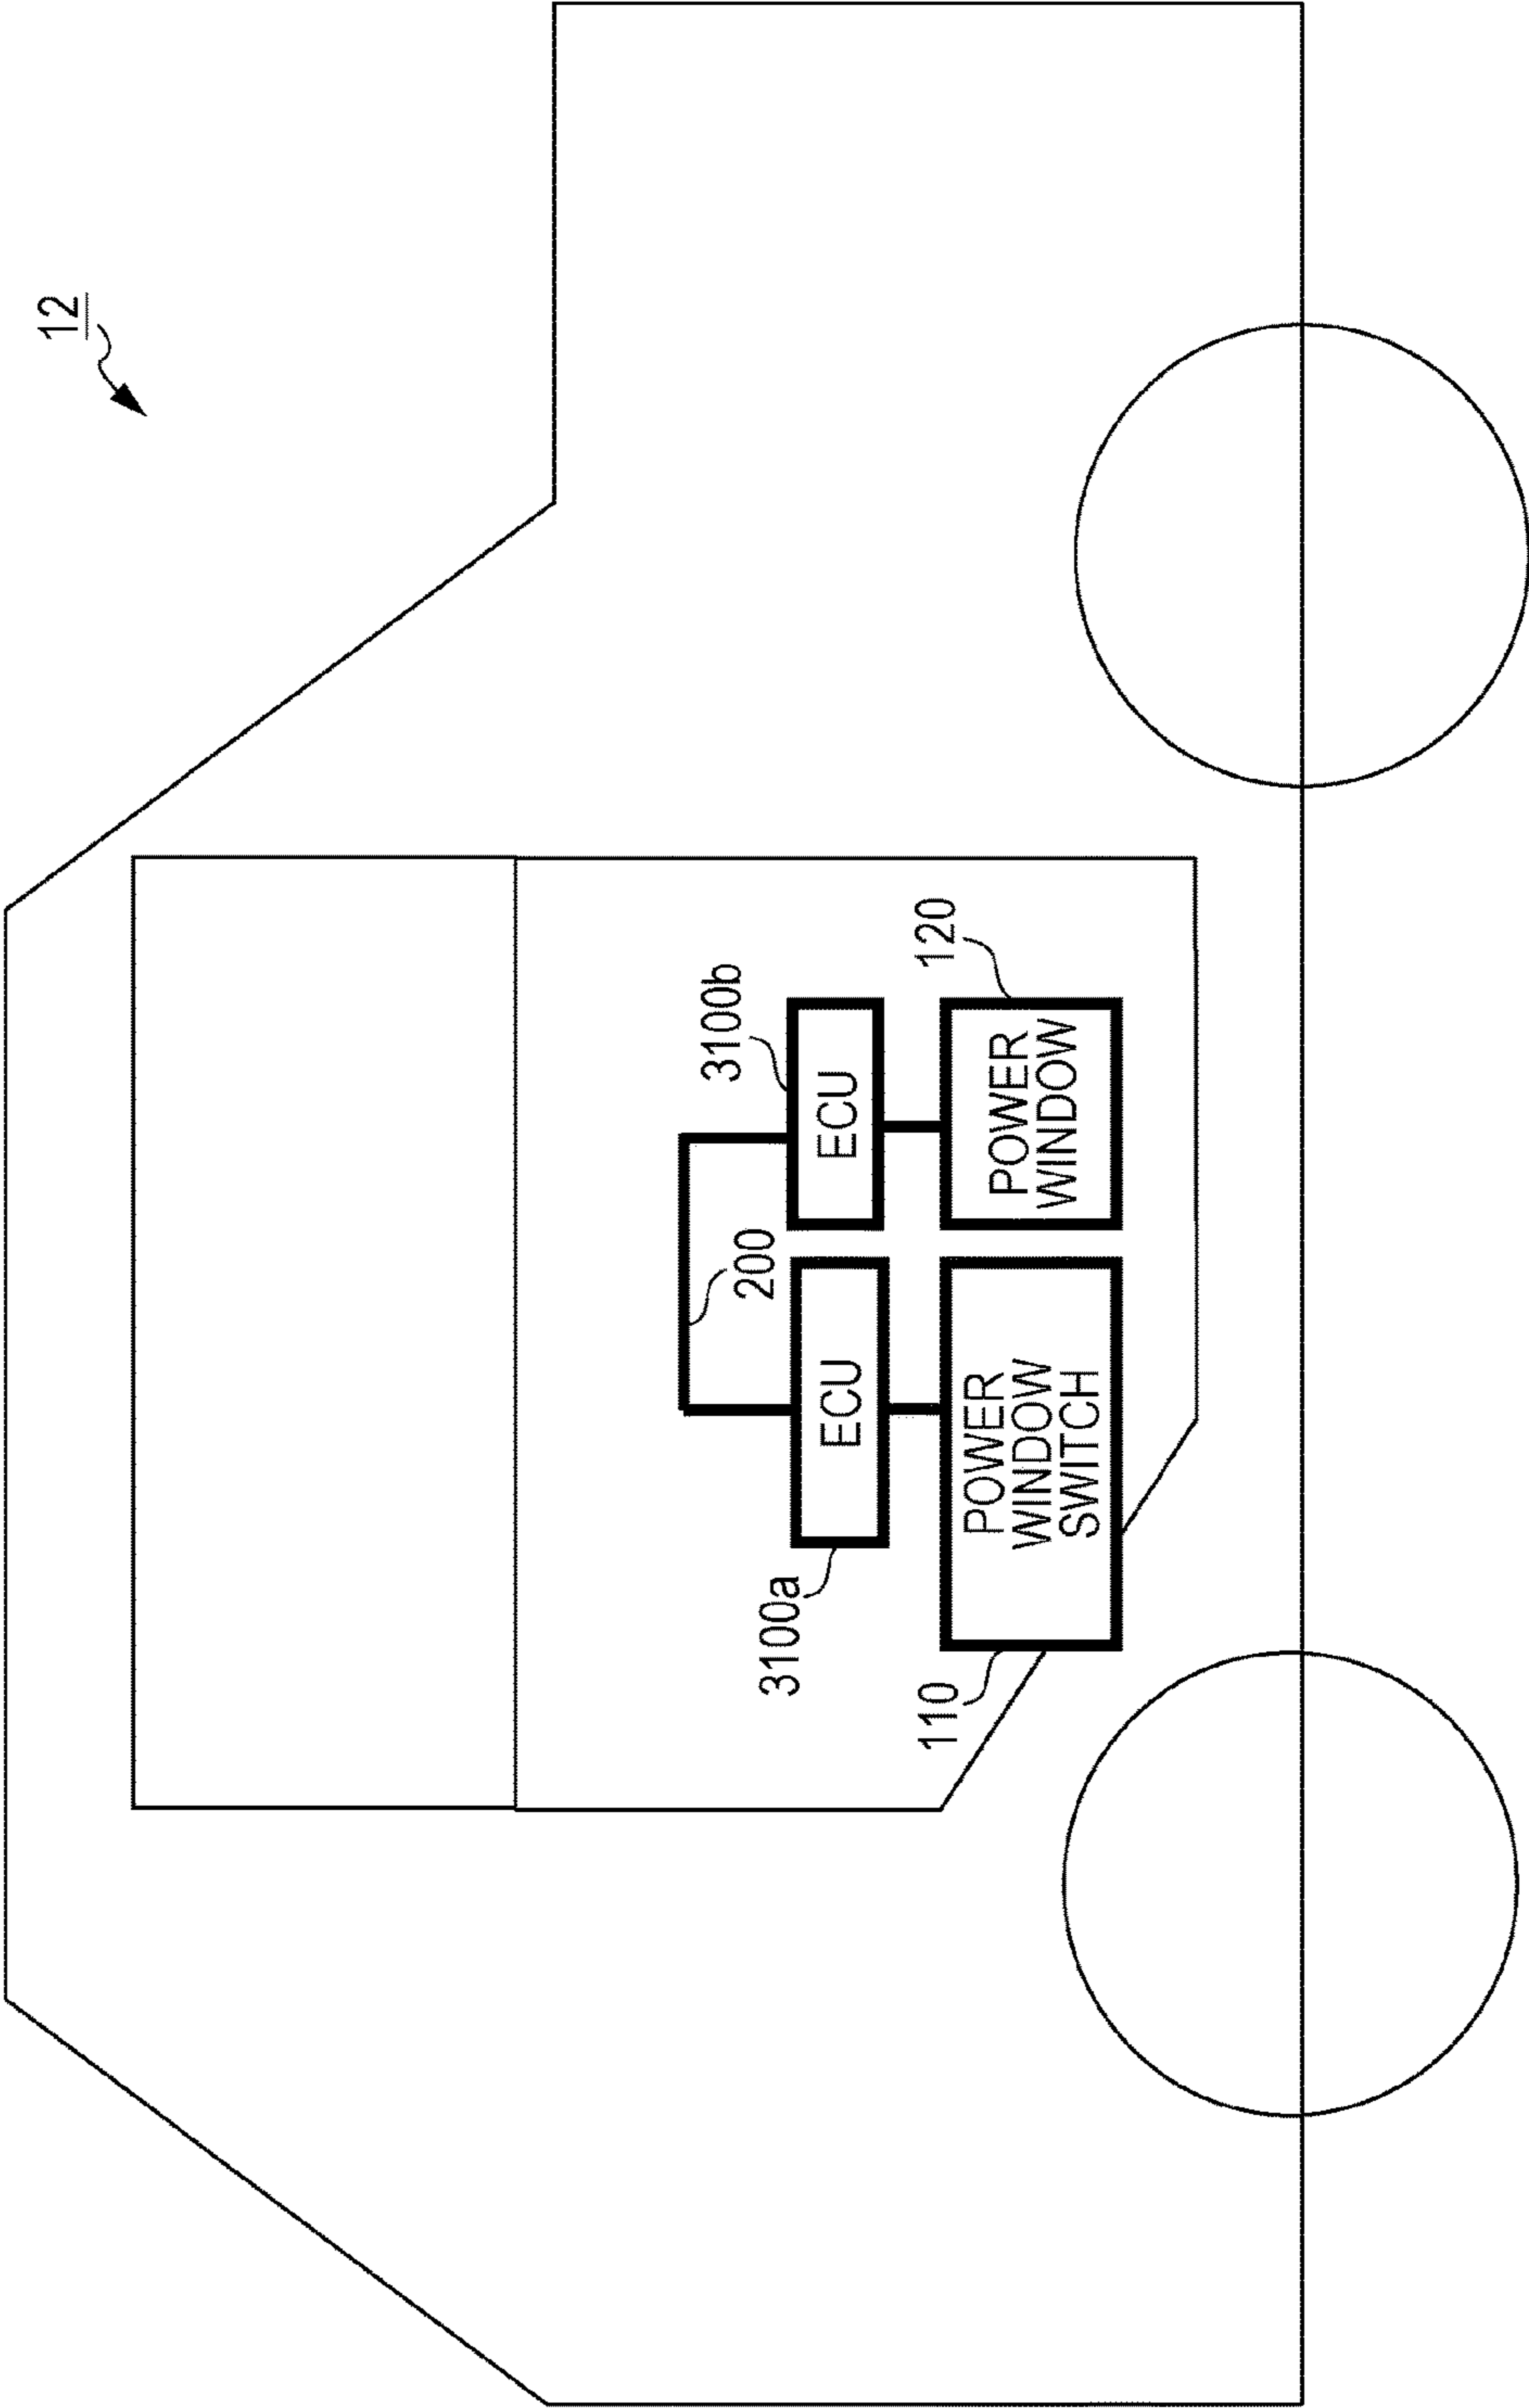 12
200
3100a
ECU
3100b
ECU
110
POWER
WINDOW
SWITCH
120
POWER
WINDOW